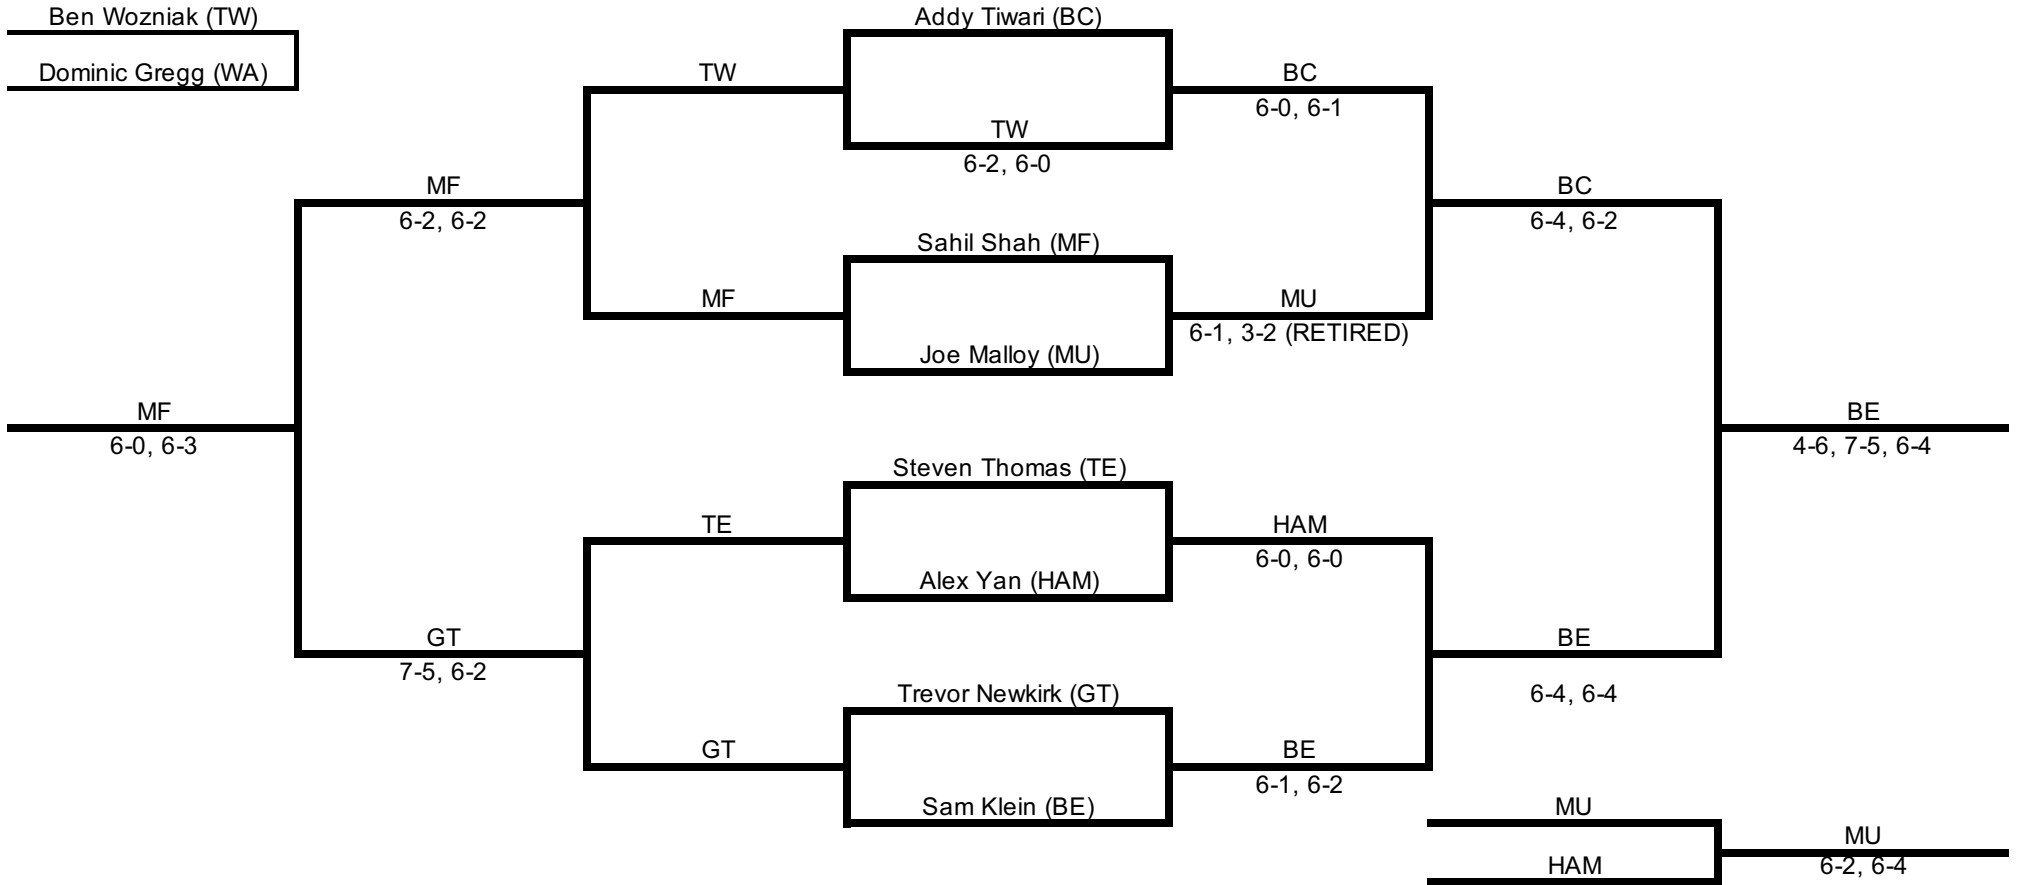 Ben Wozniak (TW)
Addy Tiwari (BC)
Dominic Gregg (WA)
TW
BC
6-0, 6-1
TW
6-2, 6-0
MF
6-2, 6-2
BC
6-4, 6-2
Sahil Shah (MF)
MF
MU
6-1, 3-2 (RETIRED)
Joe Malloy (MU)
MF
6-0, 6-3
BE
4-6, 7-5, 6-4
Steven Thomas (TE)
TE
HAM
6-0, 6-0
Alex Yan (HAM)
GT
7-5, 6-2
BE
6-4, 6-4
Trevor Newkirk (GT)
GT
BE
6-1, 6-2
Sam Klein (BE)
MU
HAM
MU
6-2, 6-4